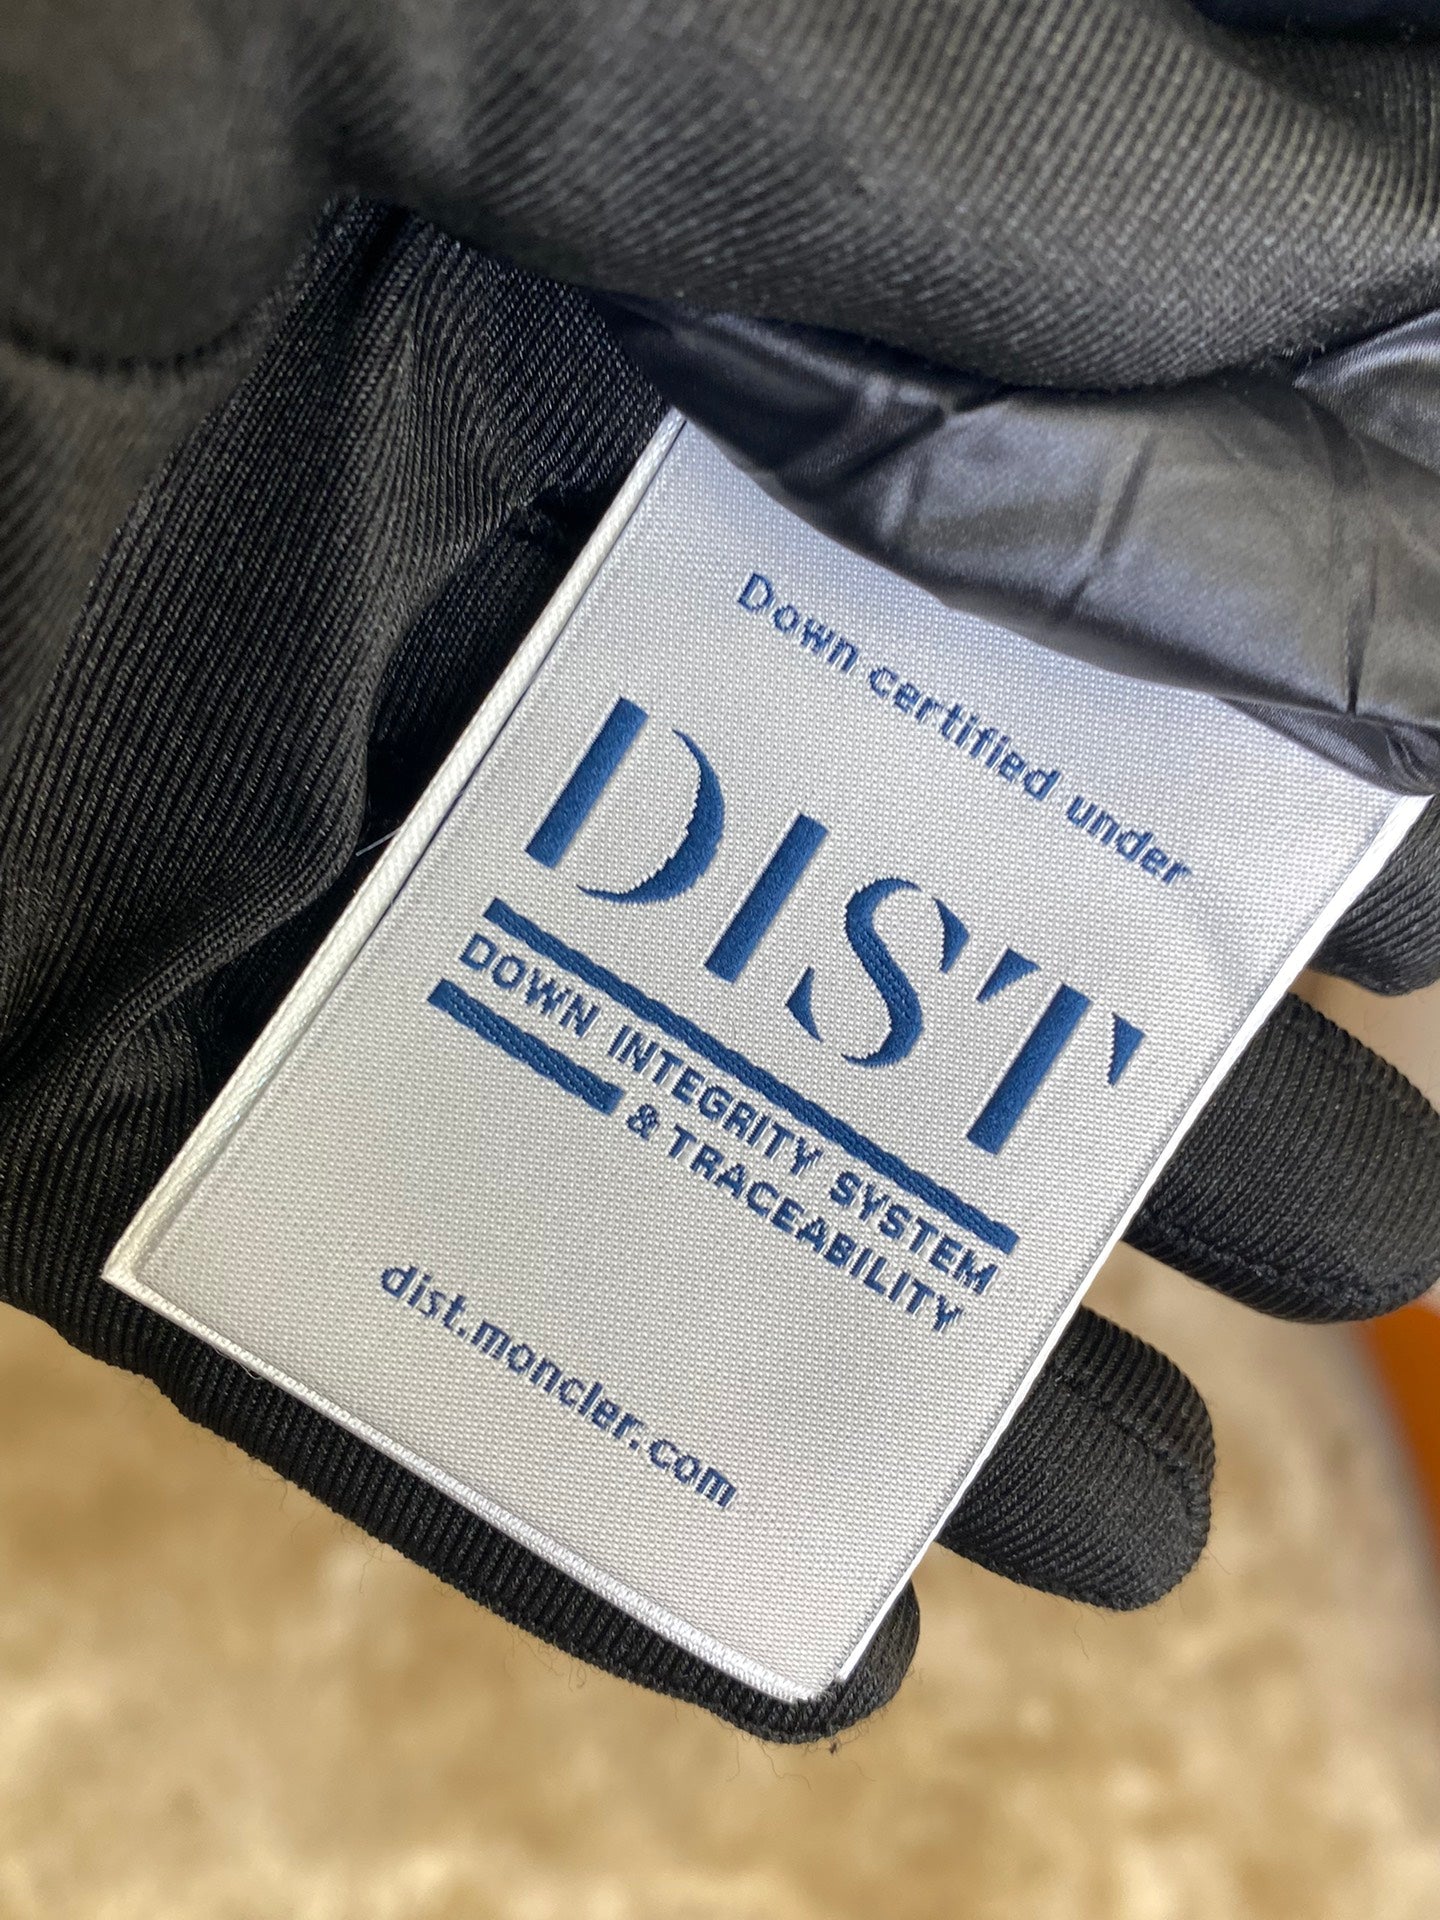 Down certified under
DIST
DOWN INTEGRITY SYSTEM
& TRACEABILITY
dist.moncler.com